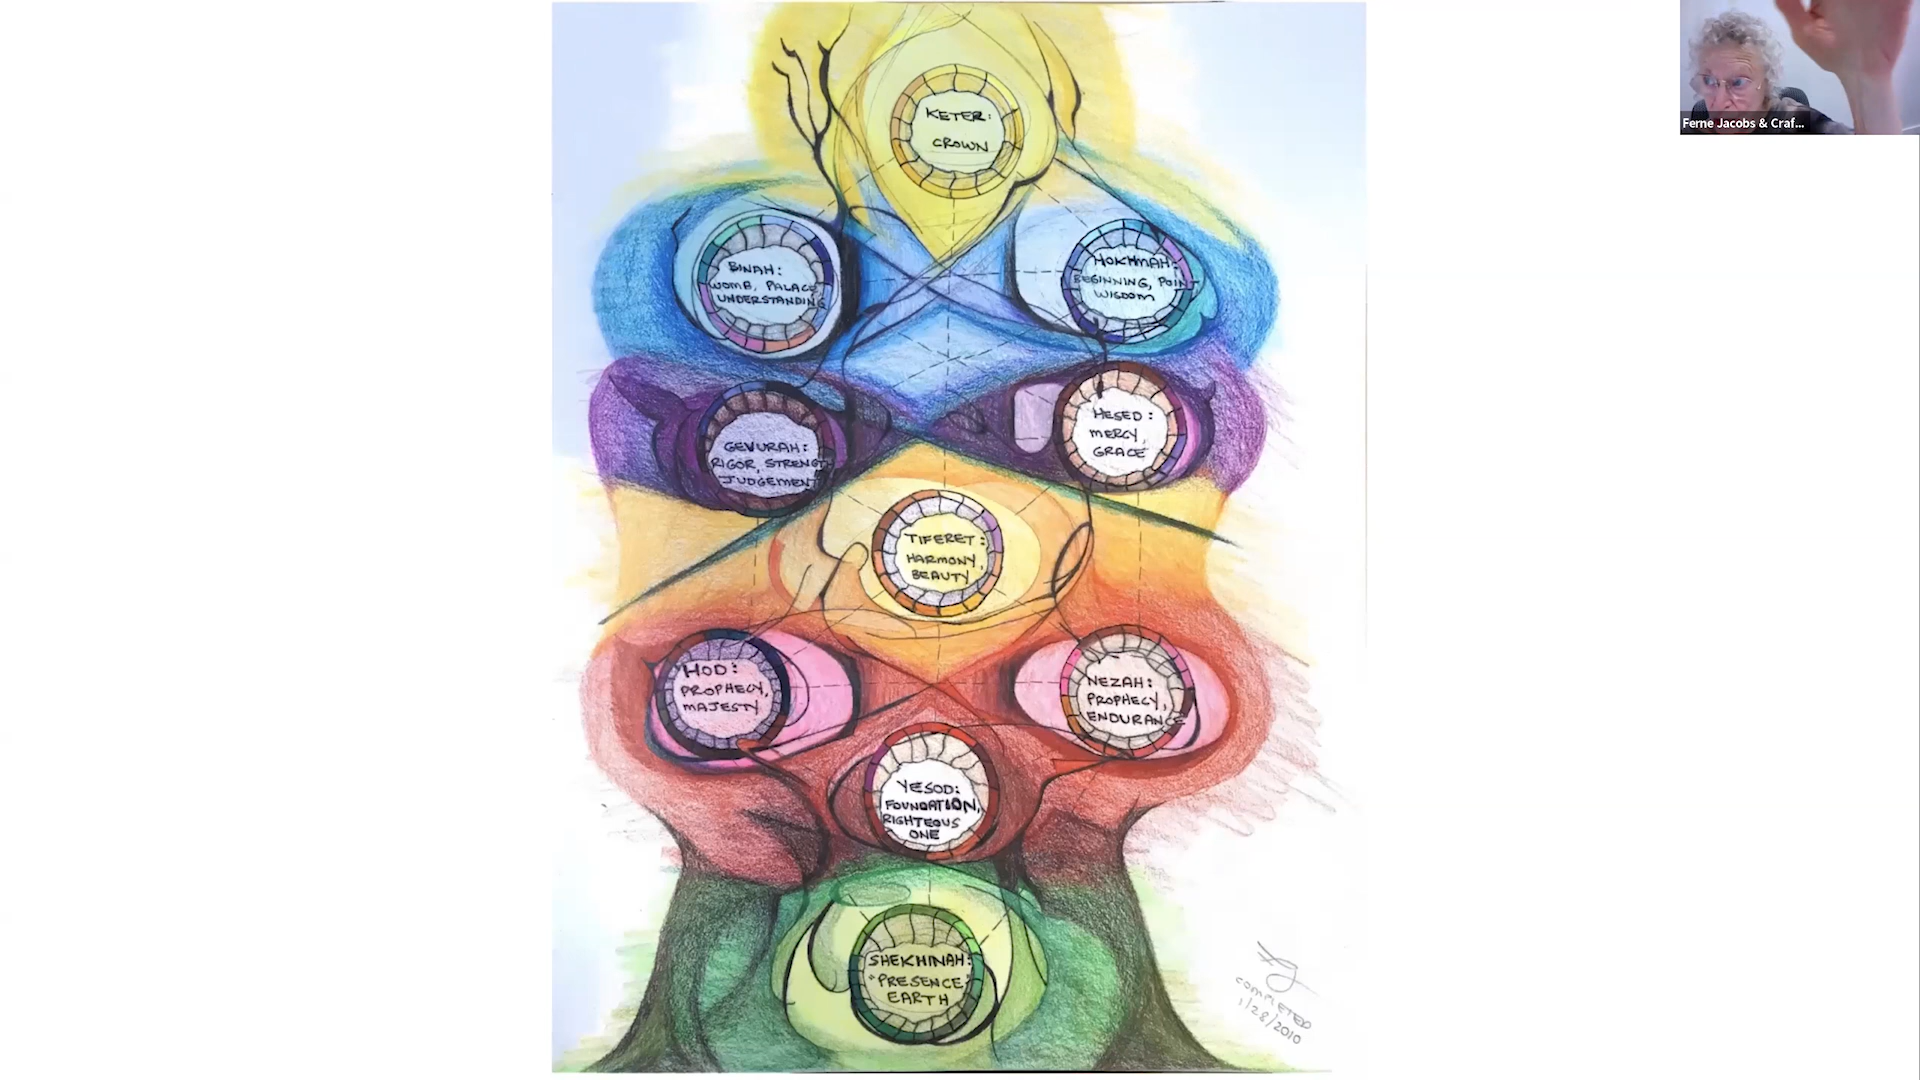 Ferne Jacobs & Craf...
KETER:
CROWN
BINAH:
WOMB, PALACE
UNDERSTANDING
HOKHMAH:
BEGINNING, POINT
WISDOM
GEVURAH:
RIGOR, STRENGTH
JUDGEMENT
HESED:
MERCY,
GRACE
TIFERET:
HARMONY,
BEAUTY
HOD:
PROPHECY,
MAJESTY
NEZAH:
PROPHECY,
ENDURANCE
YESOD:
FOUNDATION,
RIGHTEOUS
ONE
SHEKHINAH:
"PRESENCE"
EARTH
COMPLETED
1/28/2010